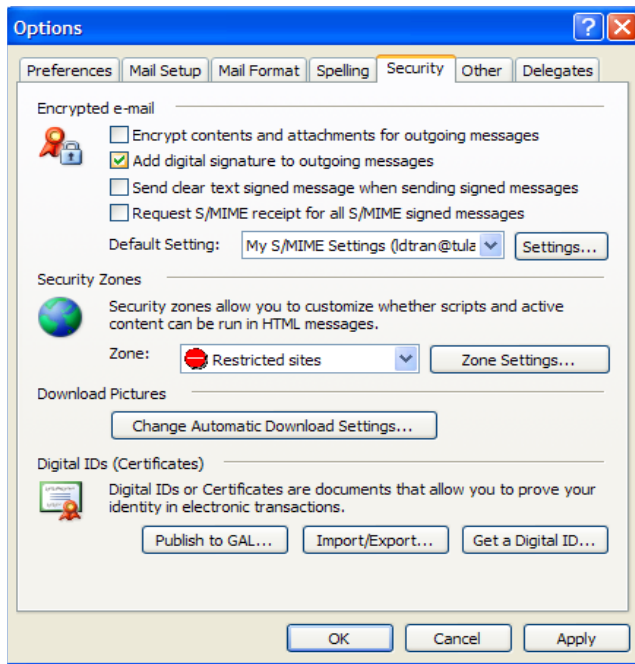 Options
Preferences Mail Setup Mail Format Spelling Security Other Delegates
Encrypted e-mail
Encrypt contents and attachments for outgoing messages
Add digital signature to outgoing messages
Send clear text signed message when sending signed messages
Request S/MIME receipt for all S/MIME signed messages
Default Setting: My S/MIME Settings (ldtran@tula Settings...
Security Zones
Security zones allow you to customize whether scripts and active
content can be run in HTML messages.
Zone: Restricted sites Zone Settings...
Download Pictures
Change Automatic Download Settings...
Digital IDs (Certificates)
Digital IDs or Certificates are documents that allow you to prove your
identity in electronic transactions.
Publish to GAL... Import/Export... Get a Digital ID...
OK Cancel Apply